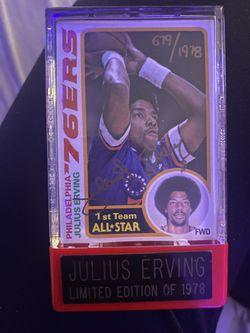 679
/1978
PHILADELPHIA
76ERS
JULIUS ERVING
1st Team
ALL★STAR
FWD
JULIUS ERVING
LIMITED EDITION OF 1978